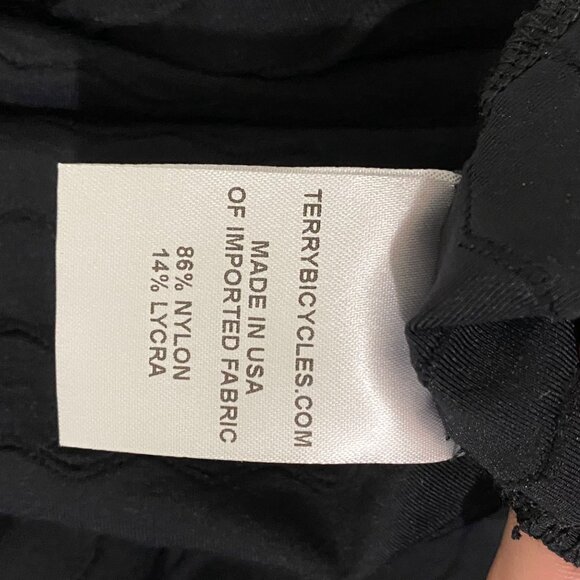 TERRYBICYCLES.COM
MADE IN USA
OF IMPORTED FABRIC
86% NYLON
14% LYCRA